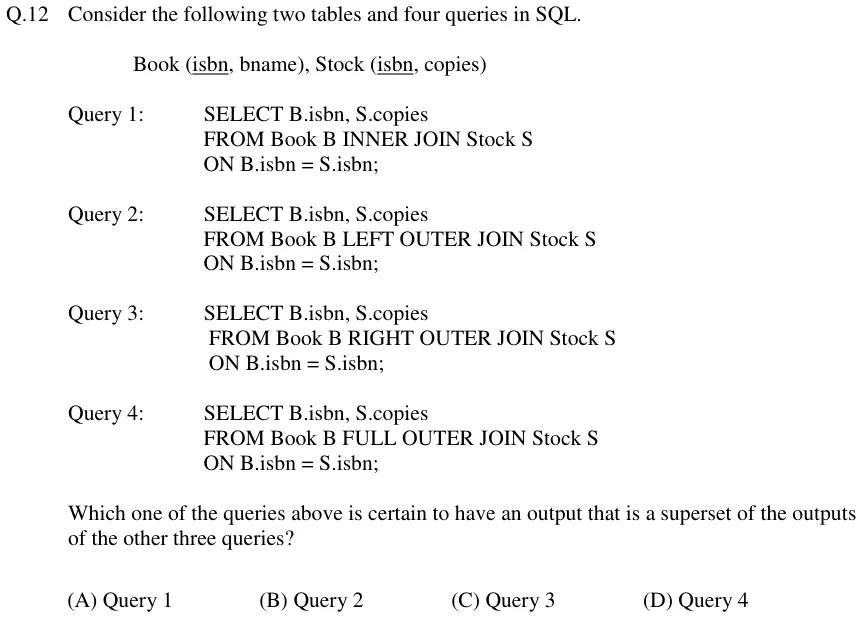 Q.12 Consider the following two tables and four queries in SQL.
Book (isbn, bname), Stock (isbn, copies)
Query 1: SELECT B.isbn, S.copies
FROM Book B INNER JOIN Stock S
ON B.isbn = S.isbn;
Query 2: SELECT B.isbn, S.copies
FROM Book B LEFT OUTER JOIN Stock S
ON B.isbn = S.isbn;
Query 3: SELECT B.isbn, S.copies
FROM Book B RIGHT OUTER JOIN Stock S
ON B.isbn = S.isbn;
Query 4: SELECT B.isbn, S.copies
FROM Book B FULL OUTER JOIN Stock S
ON B.isbn = S.isbn;
Which one of the queries above is certain to have an output that is a superset of the outputs
of the other three queries?
(A) Query 1 (B) Query 2 (C) Query 3 (D) Query 4